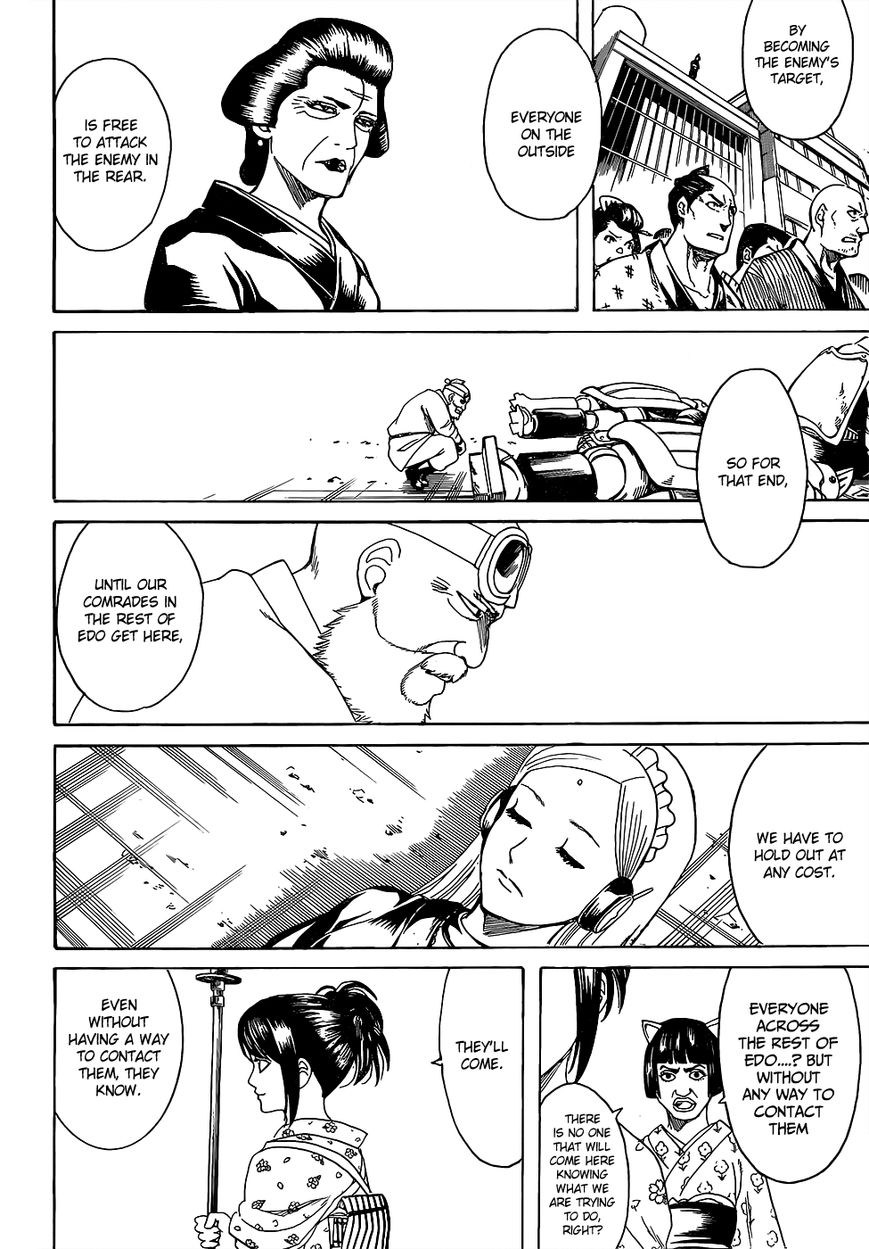 BY
BECOMING
THE ENEMY'S
TARGET,
EVERYONE
ON THE
OUTSIDE
IS FREE
TO ATTACK
THE ENEMY IN
THE REAR.
SO FOR
THAT END,
UNTIL OUR
COMRADES IN
THE REST OF
EDO GET HERE,
WE HAVE TO
HOLD OUT AT
ANY COST.
EVERYONE
ACROSS
THE REST OF
EDO....? BUT
WITHOUT
ANY WAY TO
CONTACT
THEM
THERE
IS NO ONE
THAT WILL
COME HERE
KNOWING
WHAT WE
ARE TRYING
TO DO,
RIGHT?
THEY'LL
COME.
EVEN
WITHOUT
HAVING A WAY
TO CONTACT
THEM, THEY
KNOW.